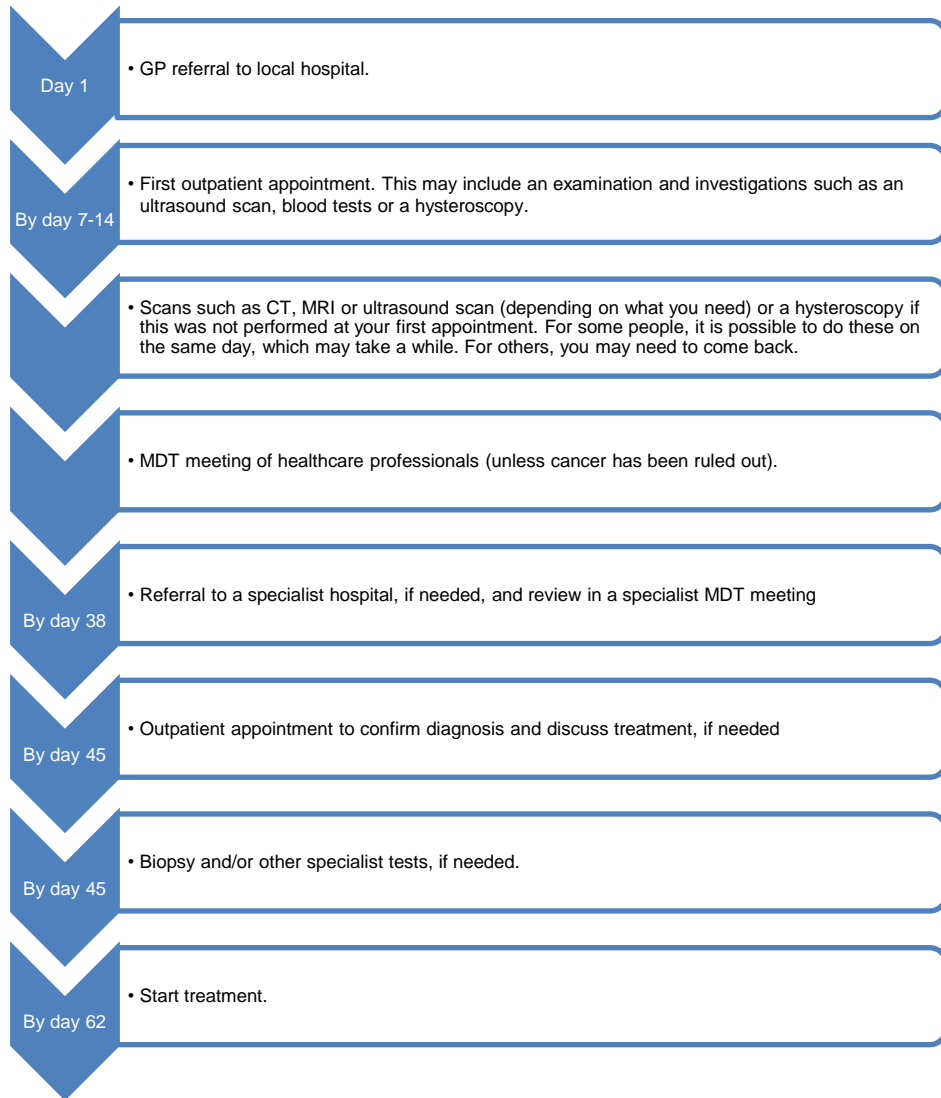 Day 1
• GP referral to local hospital.
By day 7-14
• First outpatient appointment. This may include an examination and investigations such as an
ultrasound scan, blood tests or a hysteroscopy.
• Scans such as CT, MRI or ultrasound scan (depending on what you need) or a hysteroscopy if
this was not performed at your first appointment. For some people, it is possible to do these on
the same day, which may take a while. For others, you may need to come back.
• MDT meeting of healthcare professionals (unless cancer has been ruled out).
By day 38
• Referral to a specialist hospital, if needed, and review in a specialist MDT meeting
By day 45
• Outpatient appointment to confirm diagnosis and discuss treatment, if needed
By day 45
• Biopsy and/or other specialist tests, if needed.
By day 62
• Start treatment.